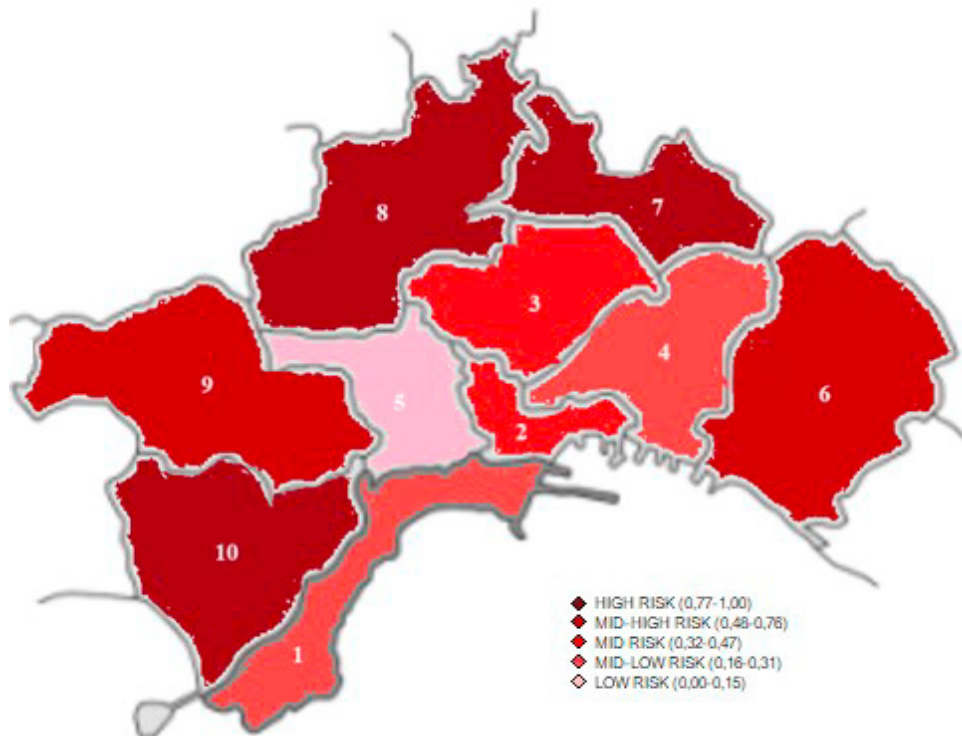 8
7
3
4
9
5
6
2
10
1
HIGH RISK (0,77-1,00)
MID-HIGH RISK (0,48-0,76)
MID RISK (0,32-0,47)
MID-LOW RISK (0,16-0,31)
LOW RISK (0,00-0,15)